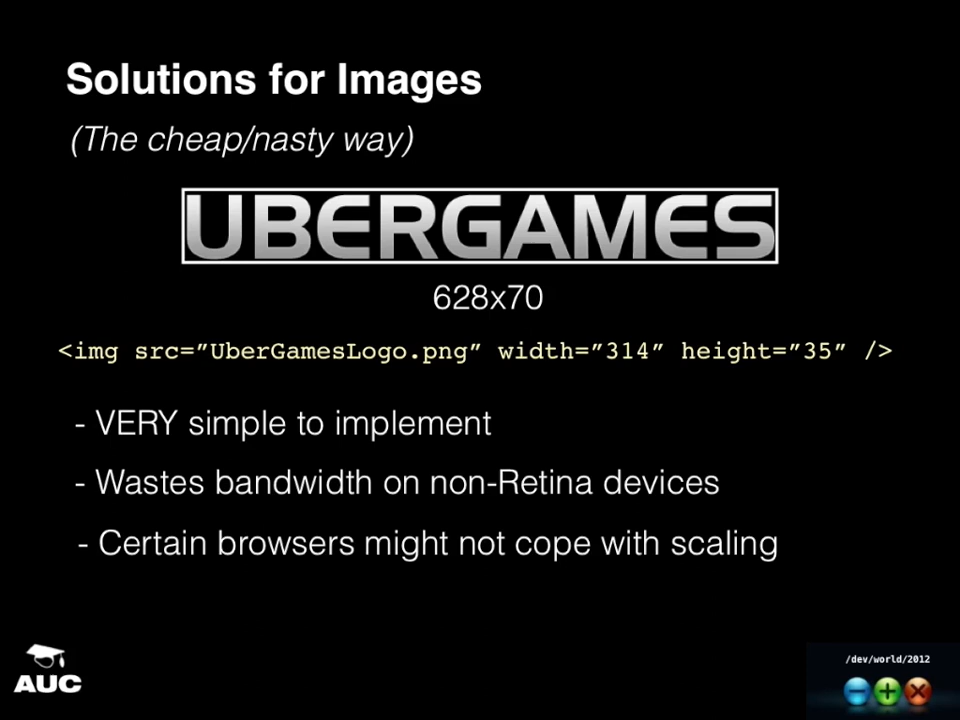 Solutions for Images
(The cheap/nasty way)
UBERGAMES
628x70
<img src=”UberGamesLogo.png” width=”314” height=”35” />
- VERY simple to implement
- Wastes bandwidth on non-Retina devices
- Certain browsers might not cope with scaling
AUC
/dev/world/2012